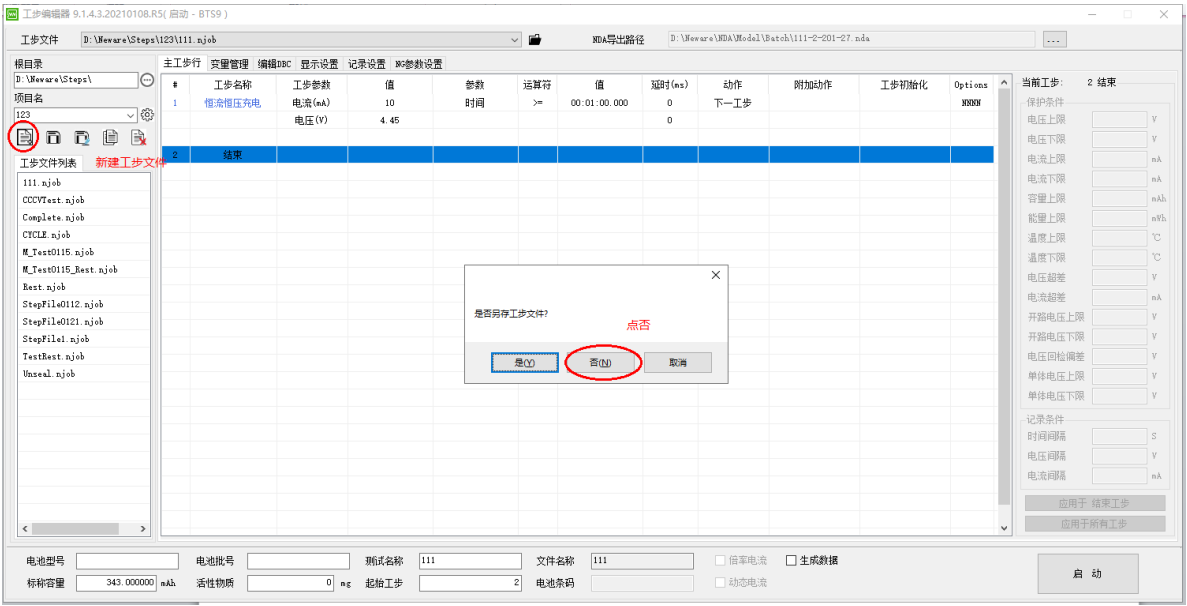 工步编辑器 9.1.4.3.20210108.R5( 启动 - BTS9 )
工步文件 D:\Neware\Steps\123\111.njob NDA导出路径 D:\Neware\NDA\Model\Batch\111-2-201-27.nda ...
根目录
D:\Neware\Steps\
项目名
123
新建工步文件
工步文件列表
111.njob
CCCVTest.njob
Complete.njob
CYCLE.njob
M_Test0115.njob
M_Test0115_Rest.njob
Rest.njob
StepFile0112.njob
StepFile0121.njob
StepFile1.njob
TestRest.njob
Unseal.njob
主工步行 变量管理 编辑DBC 显示设置 记录设置 NG参数设置
# 工步名称 工步参数 值 参数 运算符 值 延时(ms) 动作 附加动作 工步初始化 Options
1 恒流恒压充电 电流(mA) 10 时间 >= 00:01:00.000 0 下一工步 NNNN
电压(V) 4.45 0
2 结束
是否另存工步文件?
点否
是(Y) 否(N) 取消
当前工步: 2 结束
保护条件
电压上限 V
电压下限 V
电流上限 mA
电流下限 mA
容量上限 mAh
能量上限 mWh
温度上限 ℃
温度下限 ℃
电压超差 V
电流超差 mA
开路电压上限 V
开路电压下限 V
电压回检偏差 V
单体电压上限 V
单体电压下限 V
记录条件
时间间隔 S
电压间隔 V
电流间隔 mA
应用于 结束工步
应用于所有工步
电池型号 电池批号 测试名称 111 文件名称 111 倍率电流 生成数据
标称容量 343.000000 mAh 活性物质 0 mg 起始工步 2 电池条码 动态电流
启 动